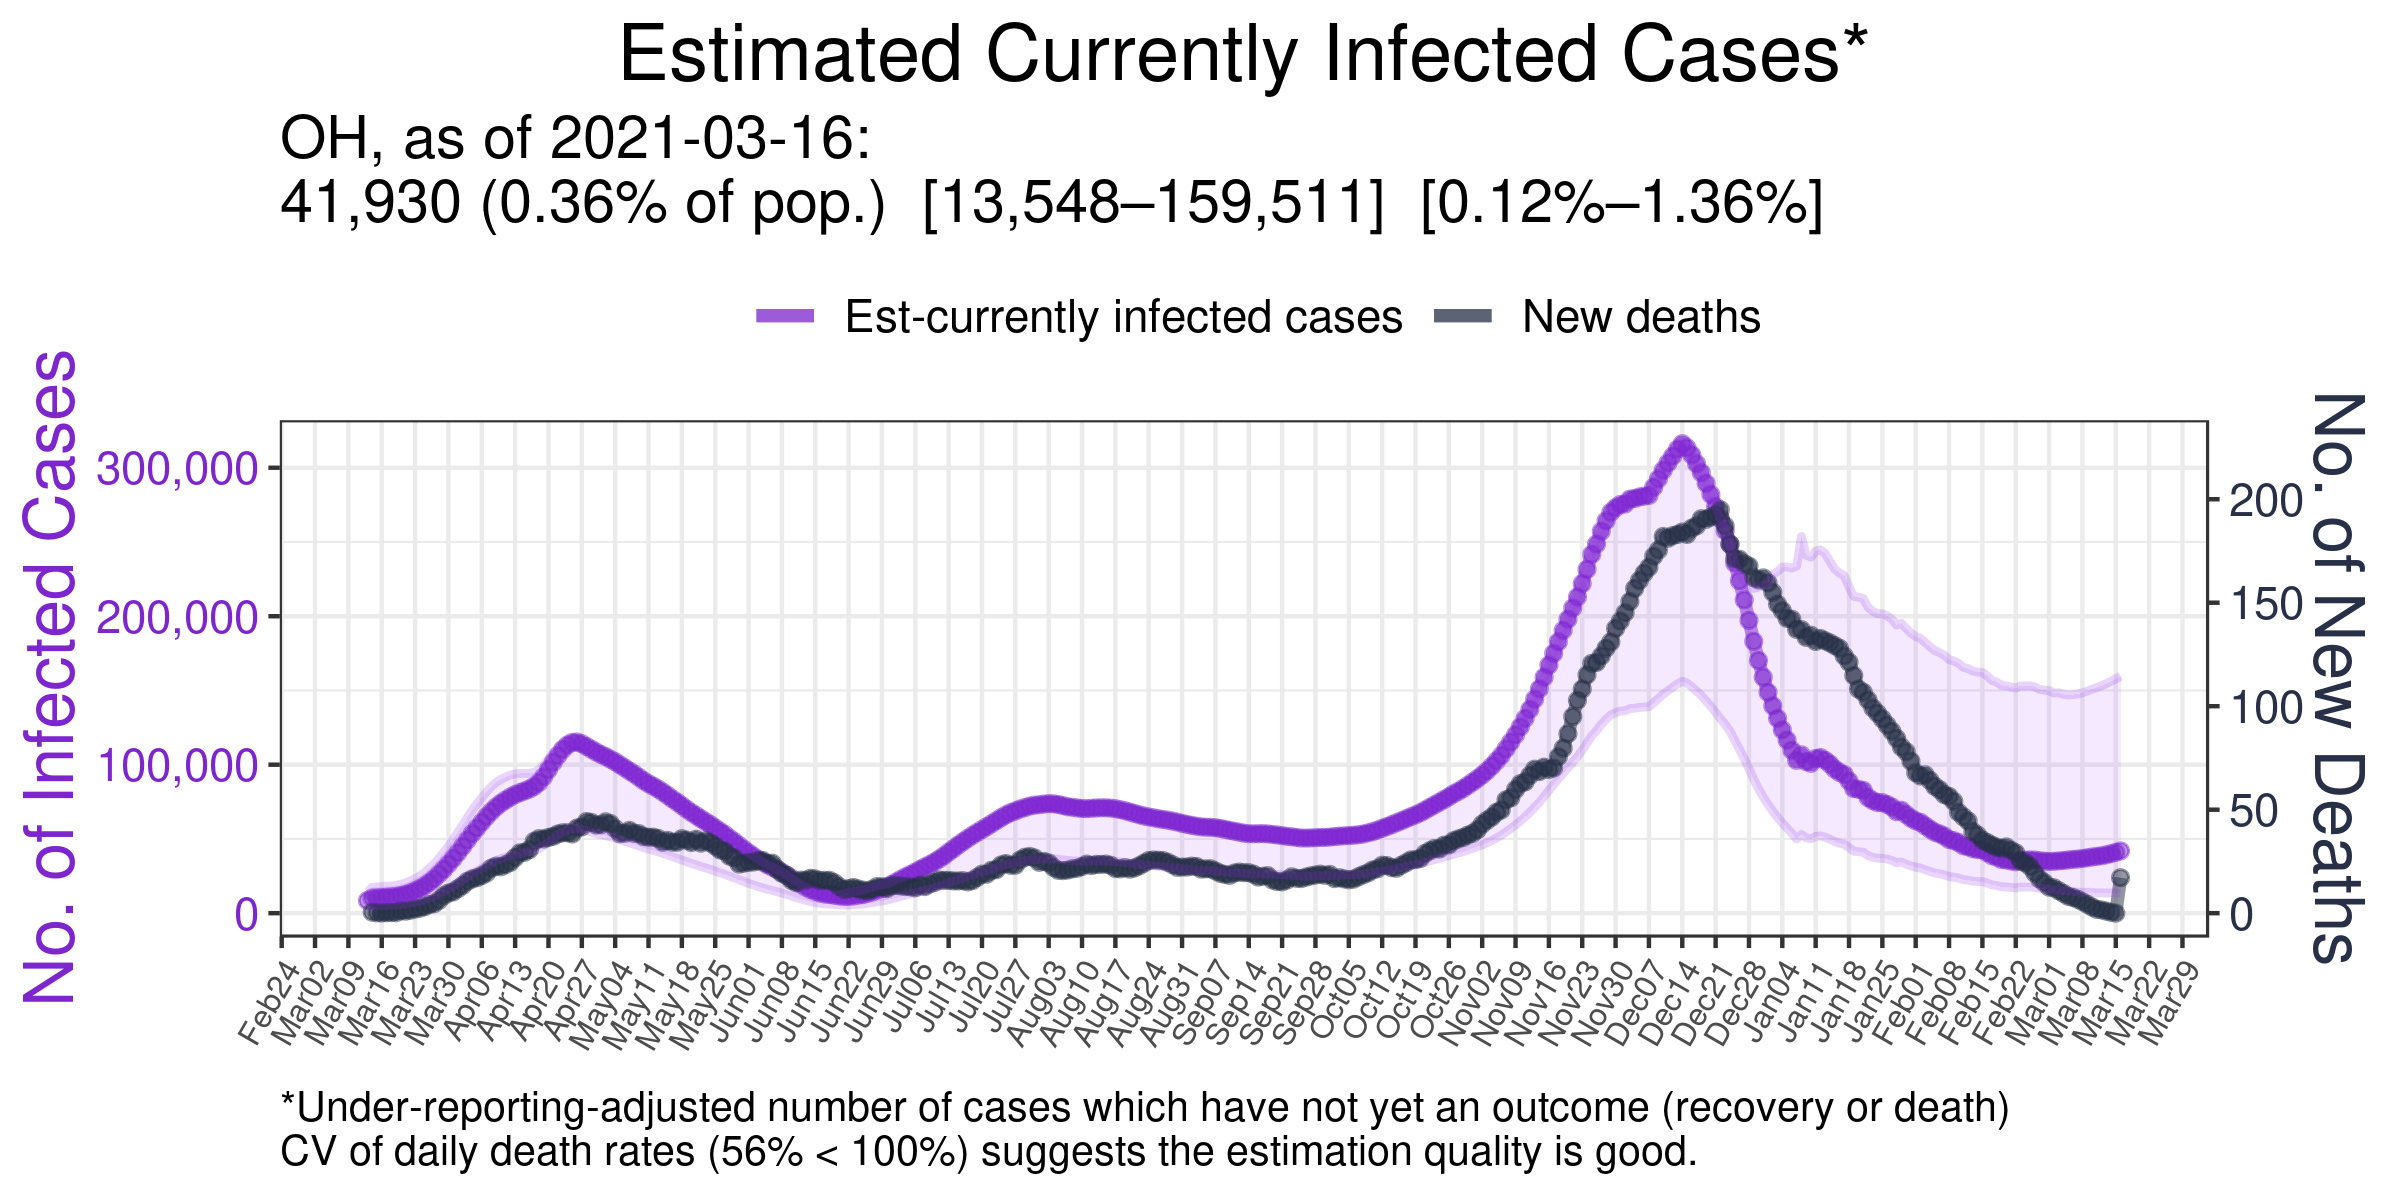 Estimated Currently Infected Cases*
OH, as of 2021-03-16:
41,930 (0.36% of pop.) [13,548–159,511] [0.12%–1.36%]
Est-currently infected cases
New deaths
No. of Infected Cases
300,000
200,000
100,000
0
200
150
100
50
0
No. of New Deaths
Feb24
Mar02
Mar09
Mar16
Mar23
Mar30
Apr06
Apr13
Apr20
Apr27
May04
May11
May18
May25
Jun01
Jun08
Jun15
Jun22
Jun29
Jul06
Jul13
Jul20
Jul27
Aug03
Aug10
Aug17
Aug24
Aug31
Sep07
Sep14
Sep21
Sep28
Oct05
Oct12
Oct19
Oct26
Nov02
Nov09
Nov16
Nov23
Nov30
Dec07
Dec14
Dec21
Dec28
Jan04
Jan11
Jan18
Jan25
Feb01
Feb08
Feb15
Feb22
Mar01
Mar08
Mar15
Mar22
Mar29
*Under-reporting-adjusted number of cases which have not yet an outcome (recovery or death)
CV of daily death rates (56% < 100%) suggests the estimation quality is good.